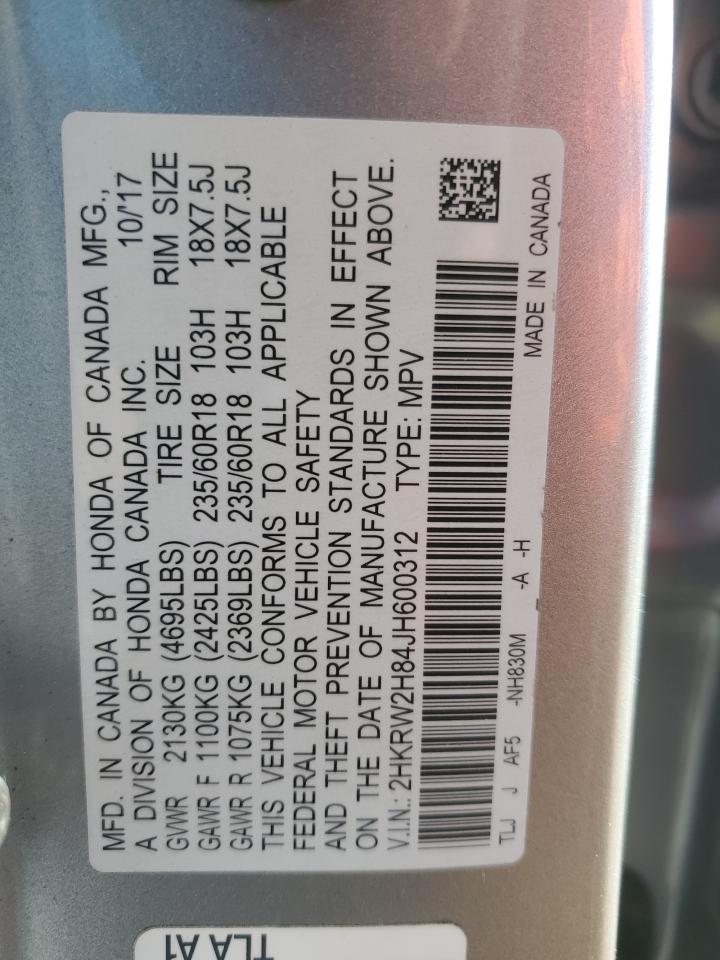 MFD. IN CANADA BY HONDA OF CANADA MFG.,
A DIVISION OF HONDA CANADA INC. 10/'17
GVWR 2130KG (4695LBS) TIRE SIZE RIM SIZE
GAWR F 1100KG (2425LBS) 235/60R18 103H 18X7.5J
GAWR R 1075KG (2369LBS) 235/60R18 103H 18X7.5J
THIS VEHICLE CONFORMS TO ALL APPLICABLE
FEDERAL MOTOR VEHICLE SAFETY
AND THEFT PREVENTION STANDARDS IN EFFECT
ON THE DATE OF MANUFACTURE SHOWN ABOVE.
V.I.N.: 2HKRW2H84JH600312 TYPE: MPV
TLJ J AF5 -NH830M -A -H MADE IN CANADA
TLA A1